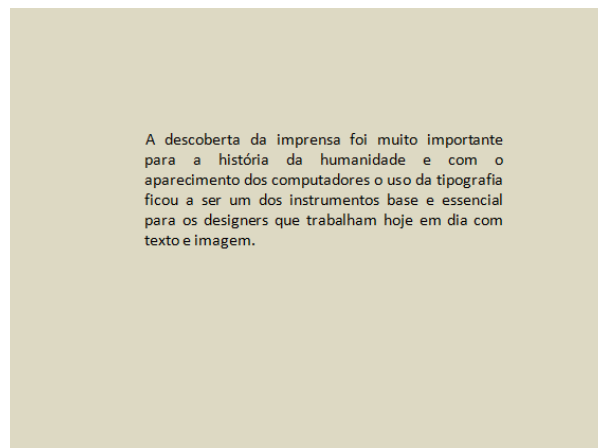 A descoberta da imprensa foi muito importante
para a história da humanidade e com o
aparecimento dos computadores o uso da tipografia
ficou a ser um dos instrumentos base e essencial
para os designers que trabalham hoje em dia com
texto e imagem.